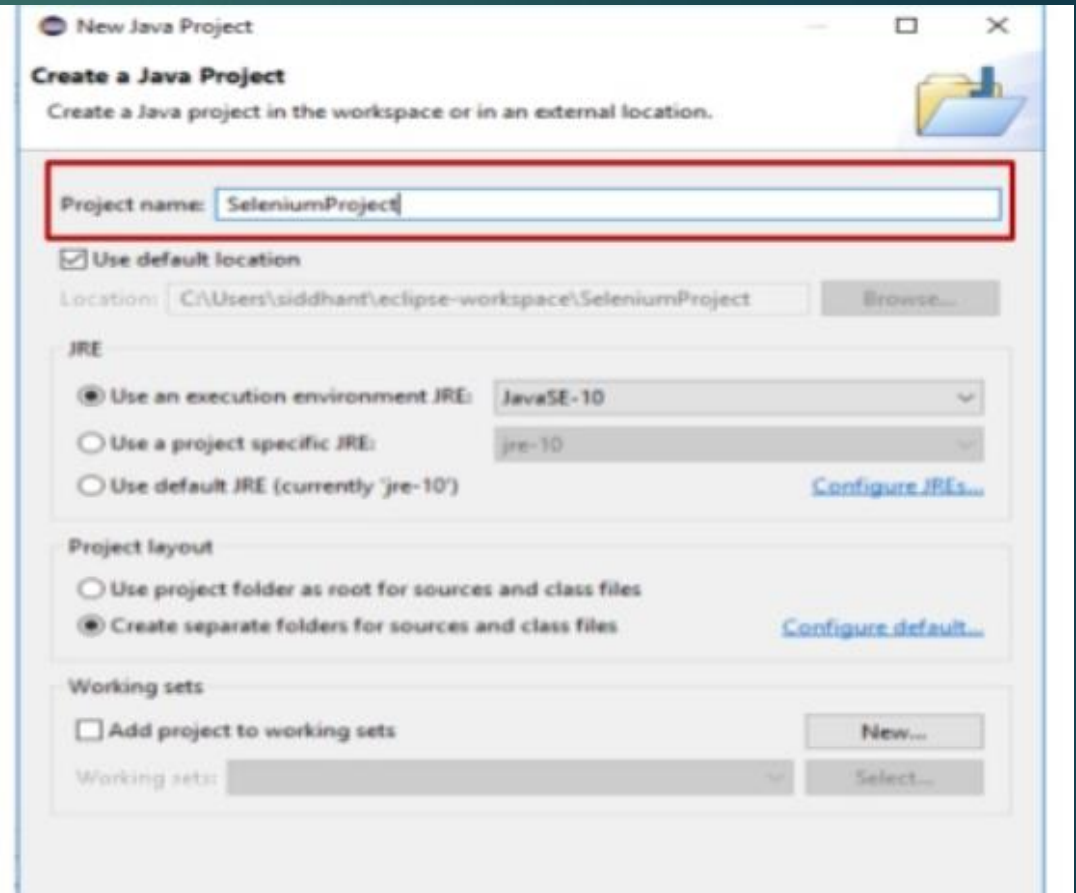 New Java Project
Create a Java Project
Create a Java project in the workspace or in an external location.
Project name: SeleniumProject
Use default location
Location: C:\Users\siddhant\eclipse-workspace\SeleniumProject Browse...
JRE
Use an execution environment JRE: JavaSE-10
Use a project specific JRE: jre-10
Use default JRE (currently 'jre-10') Configure JREs...
Project layout
Use project folder as root for sources and class files
Create separate folders for sources and class files Configure default...
Working sets
Add project to working sets New...
Working sets: Select...